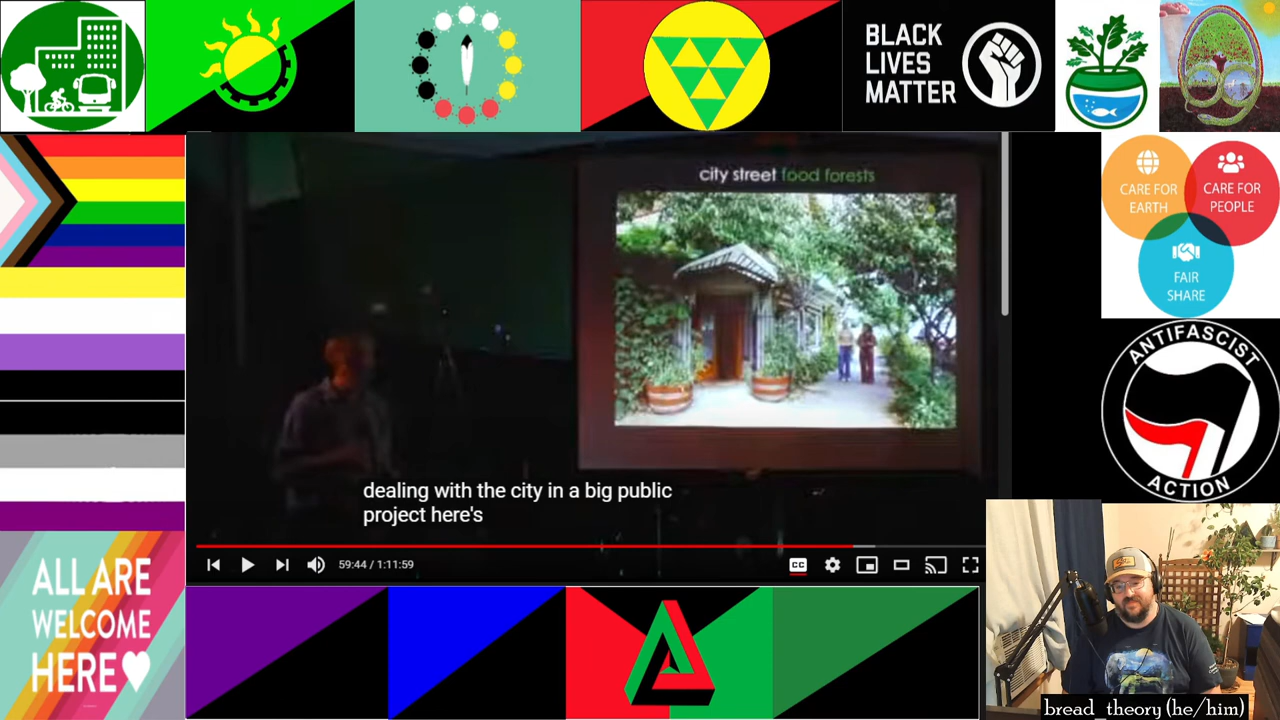 BLACK
LIVES
MATTER
city street food forests
CARE FOR
EARTH
CARE FOR
PEOPLE
FAIR
SHARE
ANTIFASCIST
ACTION
dealing with the city in a big public
project here's
59:44 / 1:11:59
CC
ALL ARE
WELCOME
HERE
bread_theory (he/him)